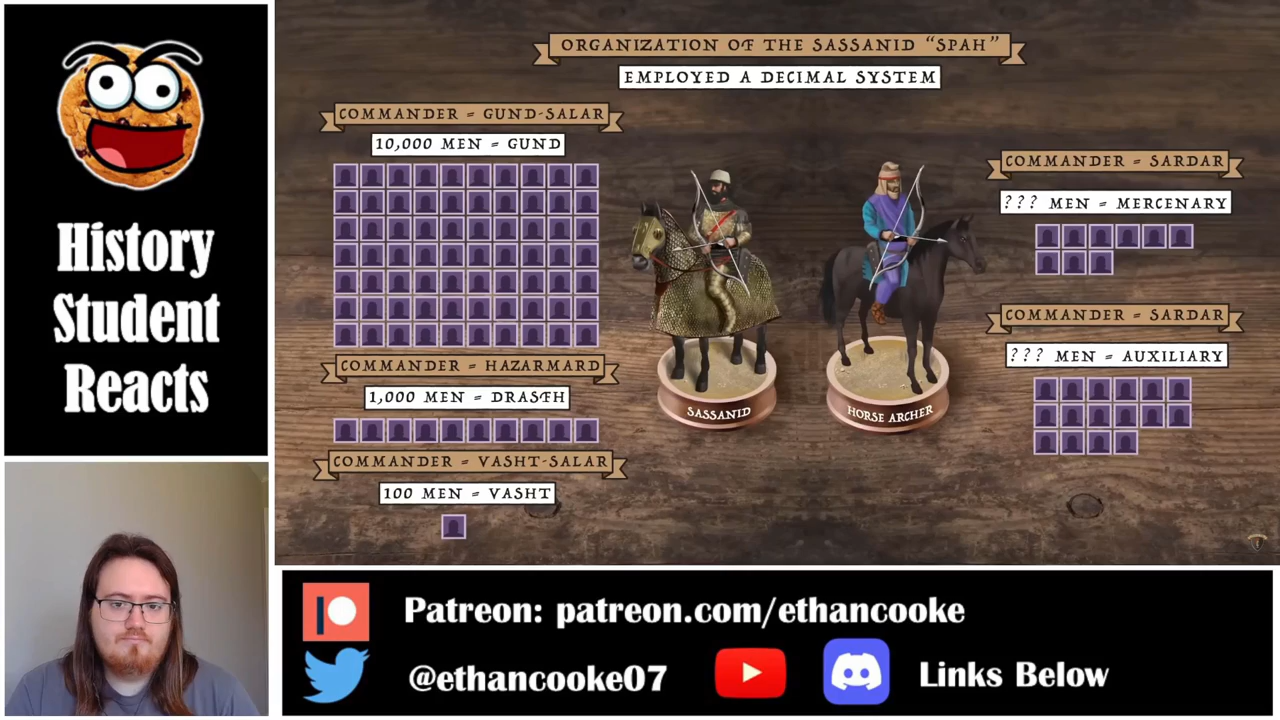 History
Student
Reacts
ORGANIZATION OF THE SASSANID "SPAH"
EMPLOYED A DECIMAL SYSTEM
COMMANDER = GUND-SALAR
10,000 MEN = GUND
COMMANDER = HAZARMARD
1,000 MEN = DRASFH
COMMANDER = VASHT-SALAR
100 MEN = VASHT
SASSANID
HORSE ARCHER
COMMANDER = SARDAR
??? MEN = MERCENARY
COMMANDER = SARDAR
??? MEN = AUXILIARY
Patreon: patreon.com/ethancooke
@ethancooke07
Links Below